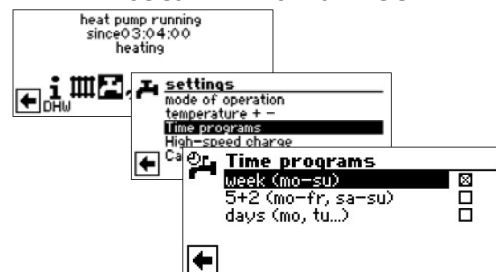 heat pump running
since03:04:00
heating
DHW
settings
mode of operation
temperature + -
Time programs
High-speed charge
Ca
Time programs
week (mo-su)
5+2 (mo-fr, sa-su)
days (mo, tu...)